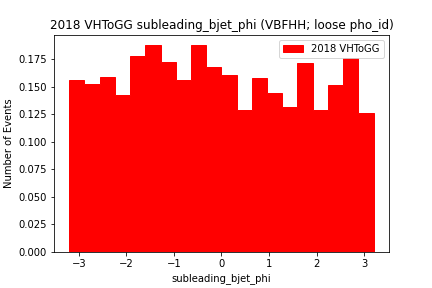 2018 VHToGG subleading_bjet_phi (VBFHH; loose pho_id)
2018 VHToGG
Number of Events
0.175
0.150
0.125
0.100
0.075
0.050
0.025
0.000
−3 −2 −1 0 1 2 3
subleading_bjet_phi